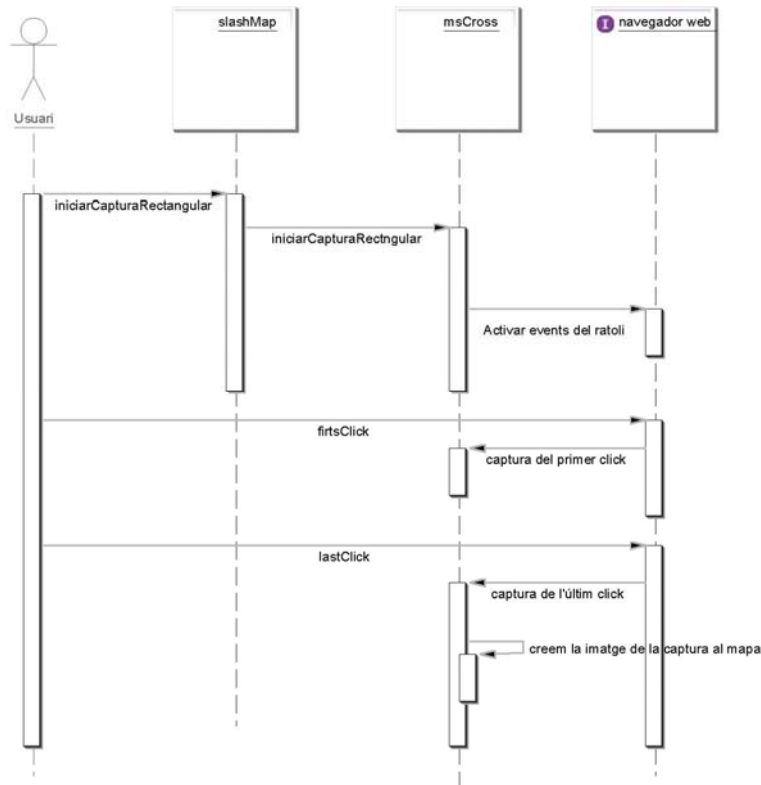 slashMap
msCross
I navegador web
Usuari
iniciarCapturaRectangular
iniciarCapturaRectngular
Activar events del ratoli
firtsClick
captura del primer click
lastClick
captura de l'últim click
creem la imatge de la captura al mapa